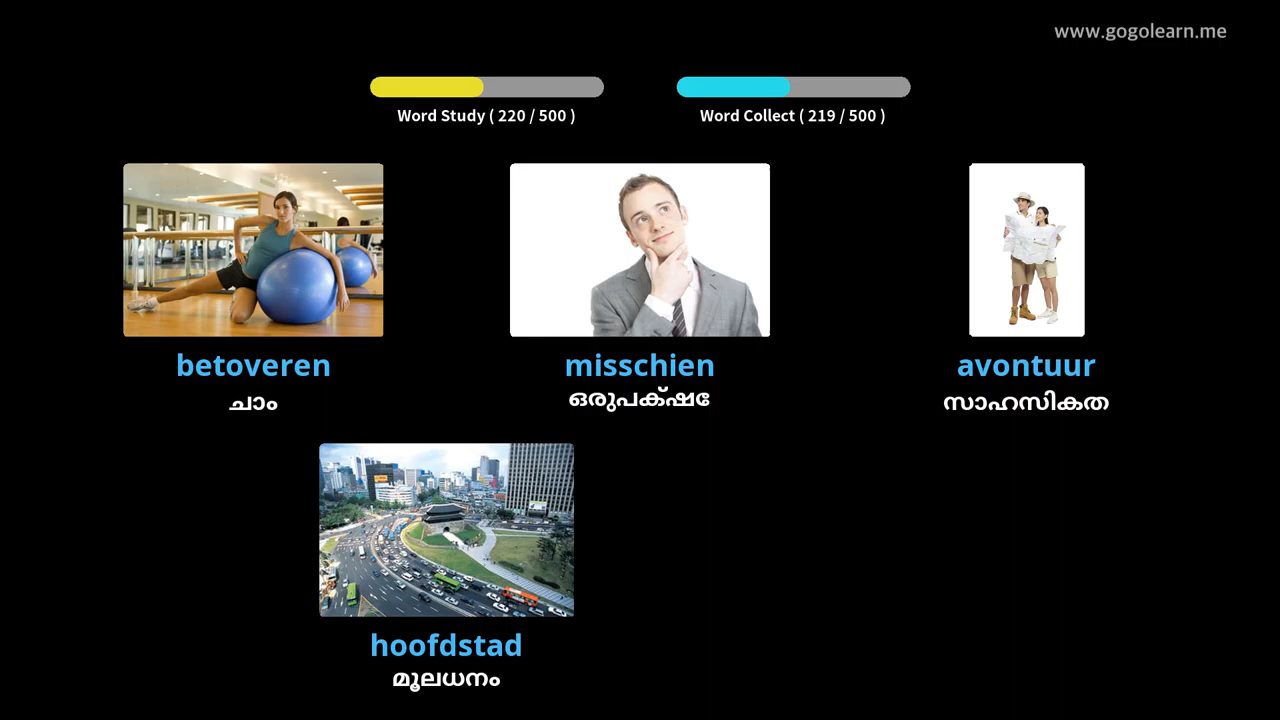 www.gogolearn.me
Word Study ( 220 / 500 )
Word Collect ( 219 / 500 )
betoveren
ചാം
misschien
ഒരുപക്ഷേ
avontuur
സാഹസികത
hoofdstad
മൂലധനം